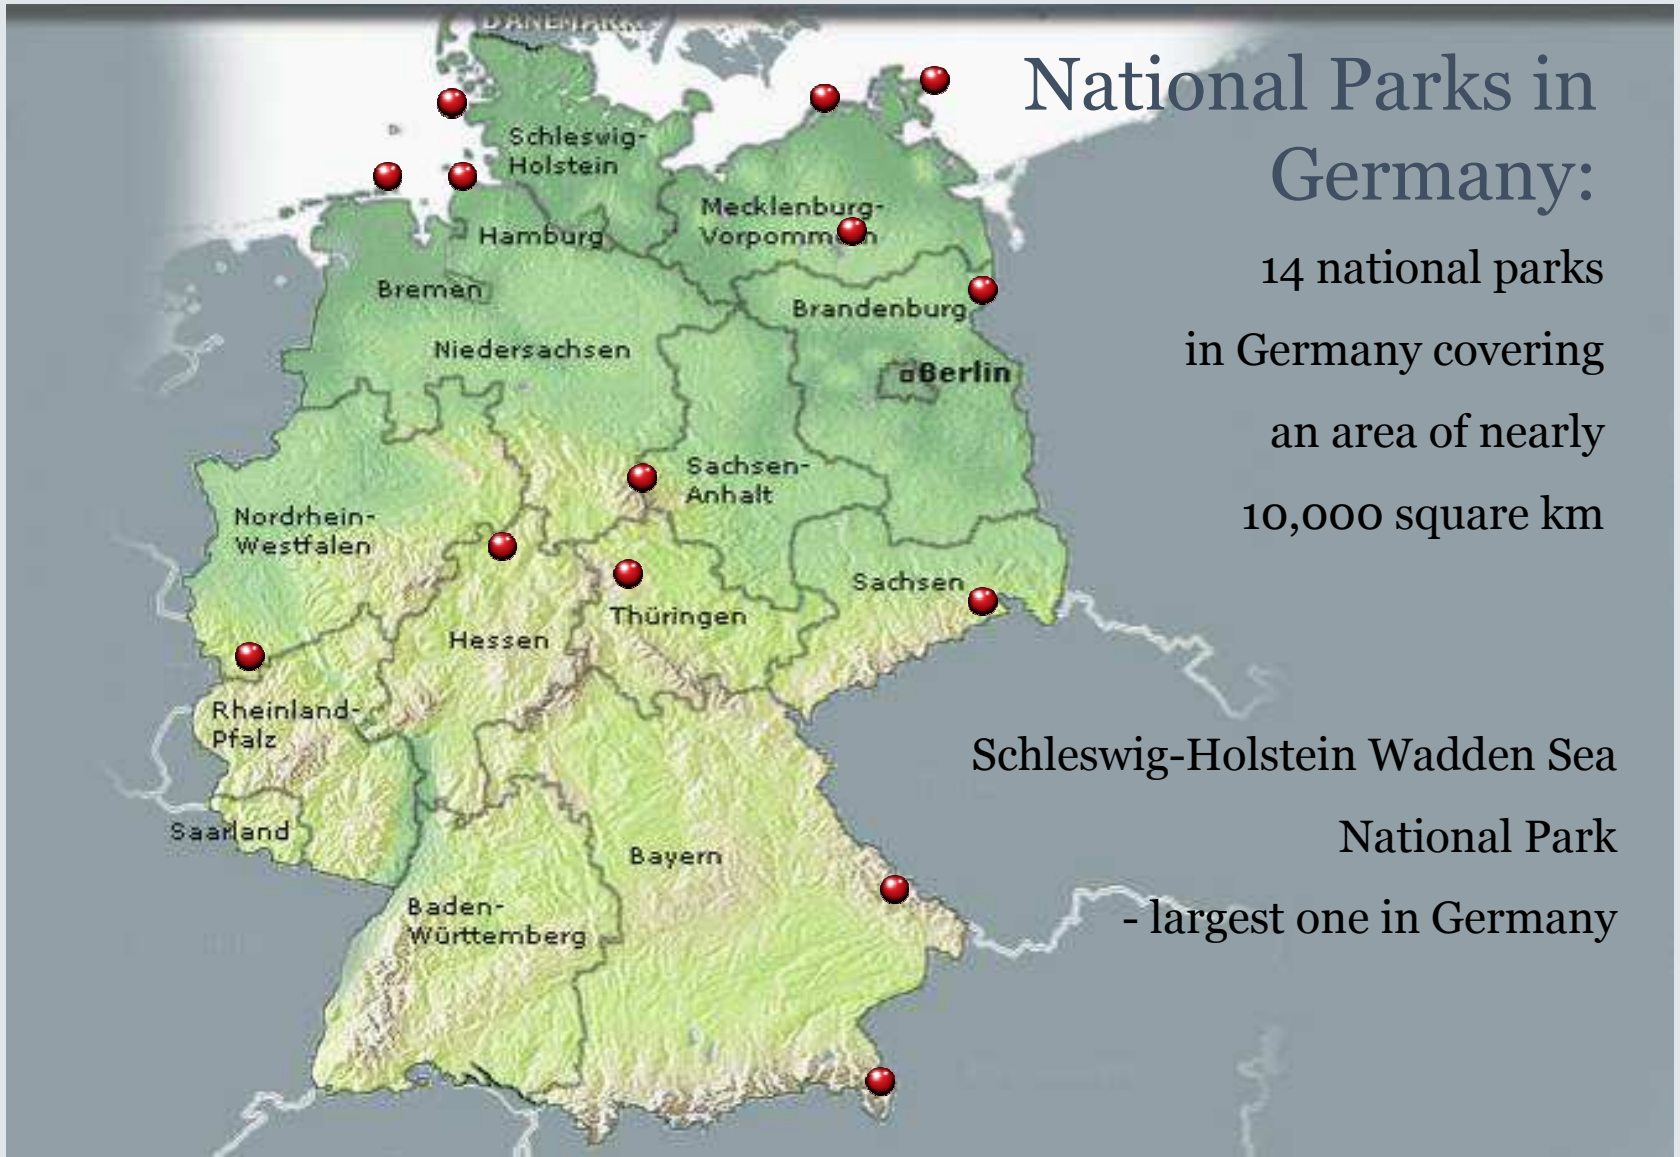 DÄNEMARK
National Parks in
Germany:
14 national parks
in Germany covering
an area of nearly
10,000 square km
Schleswig-Holstein Wadden Sea
National Park
- largest one in Germany
Schleswig-
Holstein
Mecklenburg-
Vorpommern
Hamburg
Bremen
Brandenburg
Niedersachsen
Berlin
Sachsen-
Anhalt
Nordrhein-
Westfalen
Sachsen
Thüringen
Hessen
Rheinland-
Pfalz
Saarland
Bayern
Baden-
Württemberg